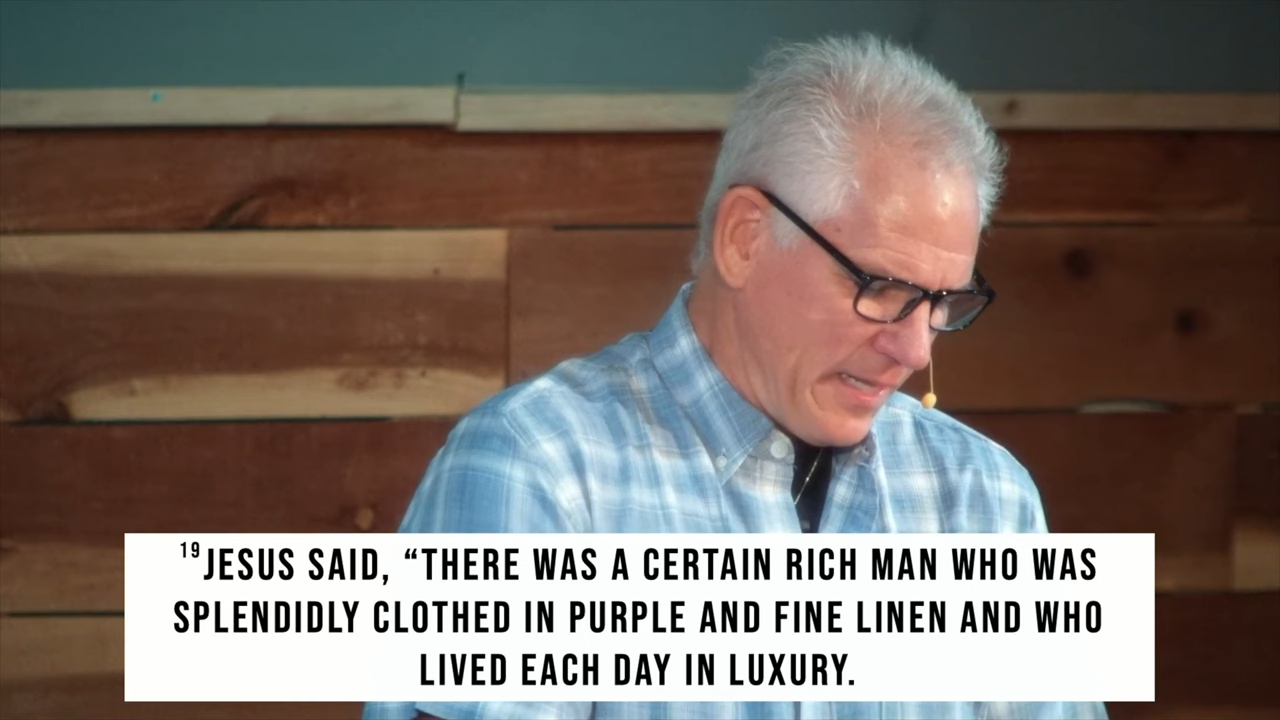 19JESUS SAID, “THERE WAS A CERTAIN RICH MAN WHO WAS
SPLENDIDLY CLOTHED IN PURPLE AND FINE LINEN AND WHO
LIVED EACH DAY IN LUXURY.